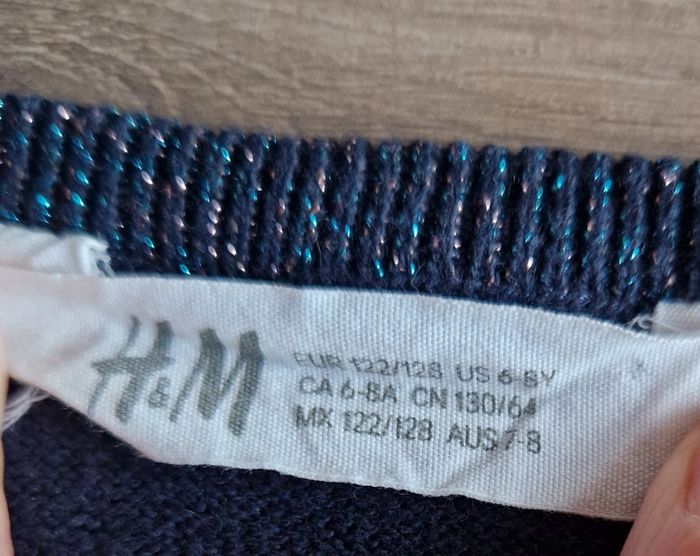 H&M
EUR 122/128 US 6-8Y
CA 6-8A CN 130/64
MX 122/128 AUS 7-8